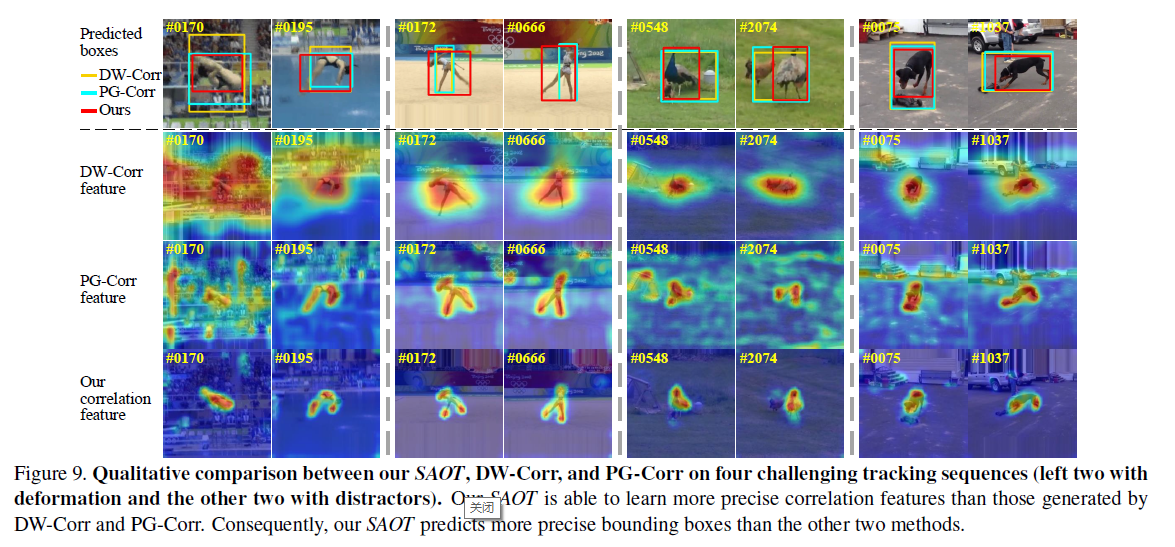 Predicted
boxes
DW-Corr
PG-Corr
Ours
#0170 #0195 #0172 #0666 #0548 #2074 #0075 #1037
DW-Corr
feature
#0170 #0195 #0172 #0666 #0548 #2074 #0075 #1037
PG-Corr
feature
#0170 #0195 #0172 #0666 #0548 #2074 #0075 #1037
Our
correlation
feature
#0170 #0195 #0172 #0666 #0548 #2074 #0075 #1037
Figure 9. Qualitative comparison between our SAOT, DW-Corr, and PG-Corr on four challenging tracking sequences (left two with
deformation and the other two with distractors). Our SAOT is able to learn more precise correlation features than those generated by
DW-Corr and PG-Corr. Consequently, our SAOT predicts more precise bounding boxes than the other two methods.
关闭